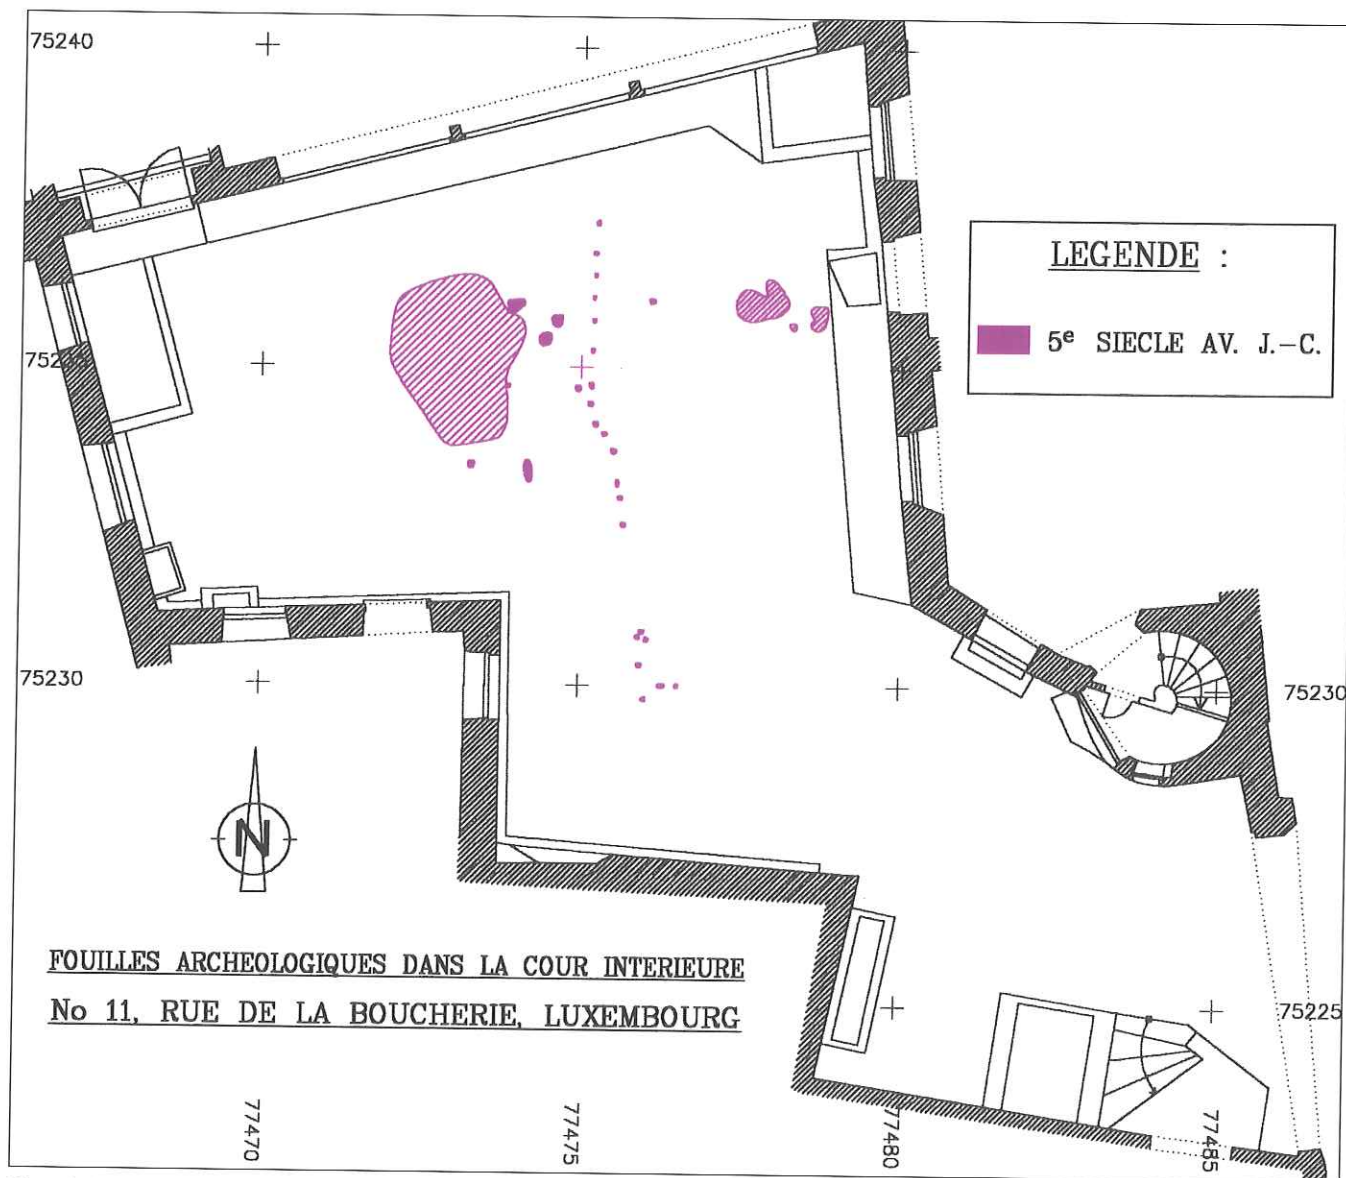 75240
LEGENDE :
5e SIECLE AV. J.-C.
75230
75230
N
FOUILLES ARCHEOLOGIQUES DANS LA COUR INTERIEURE
No 11, RUE DE LA BOUCHERIE, LUXEMBOURG
75225
77470
77475
77480
77485